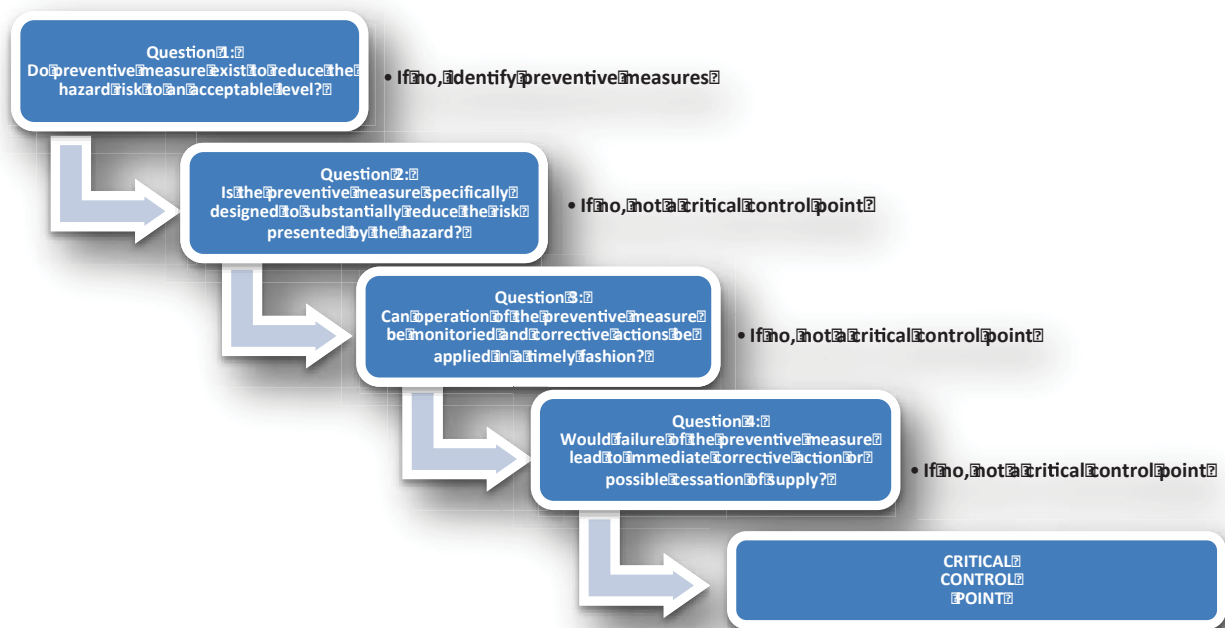 Question 1:
Do preventive measure exist to reduce the
hazard risk to an acceptable level?
• If no, identify preventive measures
Question 2:
Is the preventive measure specifically
designed to substantially reduce the risk
presented by the hazard?
• If no, not a critical control point
Question 3:
Can operation of the preventive measure
be monitoried and corrective actions be
applied in a timely fashion?
• If no, not a critical control point
Question 4:
Would failure of the preventive measure
lead to immediate corrective action or
possible cessation of supply?
• If no, not a critical control point
CRITICAL
CONTROL
POINT